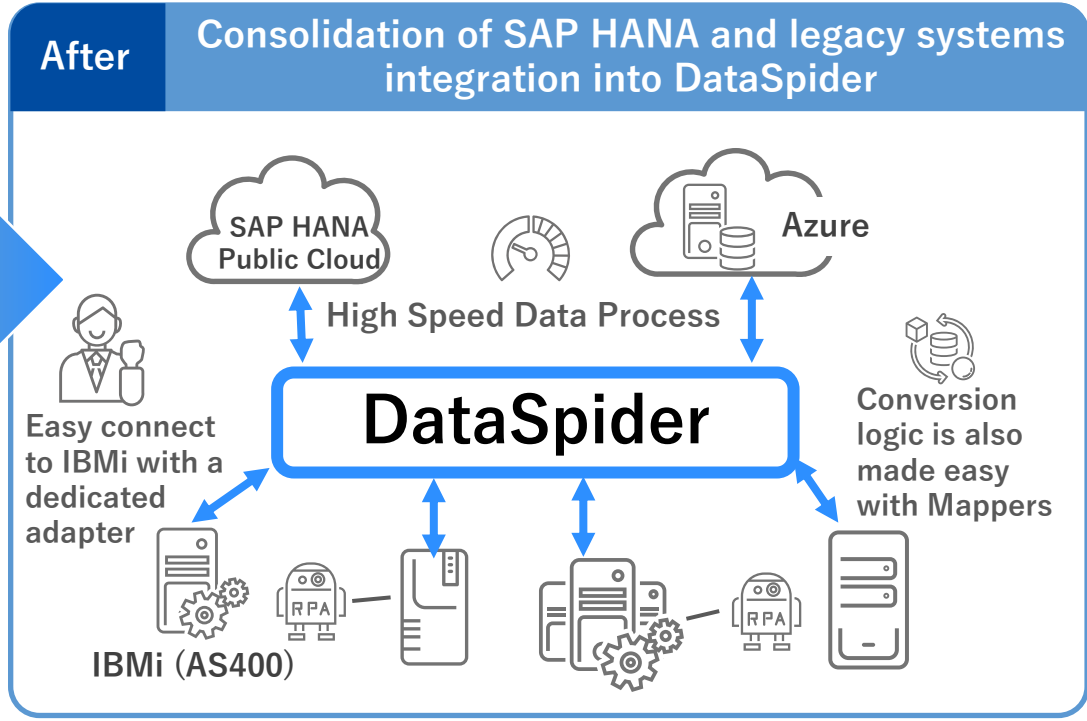 After
Consolidation of SAP HANA and legacy systems
integration into DataSpider
SAP HANA
Public Cloud
Azure
High Speed Data Process
DataSpider
Easy connect
to IBMi with a
dedicated
adapter
Conversion
logic is also
made easy
with Mappers
RPA
RPA
IBMi (AS400)